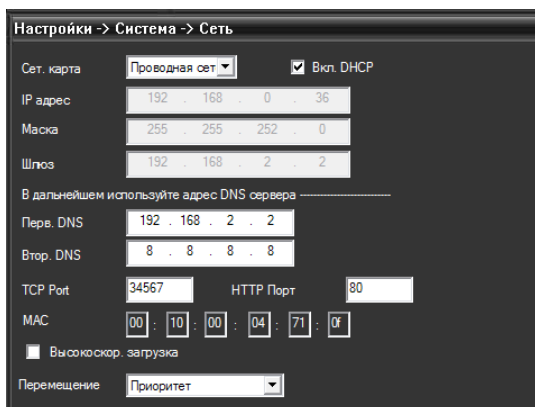 Настройки -> Система -> Сеть
Сет. карта Проводная сет Вкл. DHCP
IP адрес 192 . 168 . 0 . 36
Маска 255 . 255 . 252 . 0
Шлюз 192 . 168 . 2 . 2
В дальнейшем используйте адрес DNS сервера --------------------------
Перв. DNS 192 . 168 . 2 . 2
Втор. DNS 8 . 8 . 8 . 8
TCP Port 34567 HTTP Порт 80
MAC 00 : 10 : 00 : 04 : 71 : 0f
Высокоскор. загрузка
Перемещение Приоритет